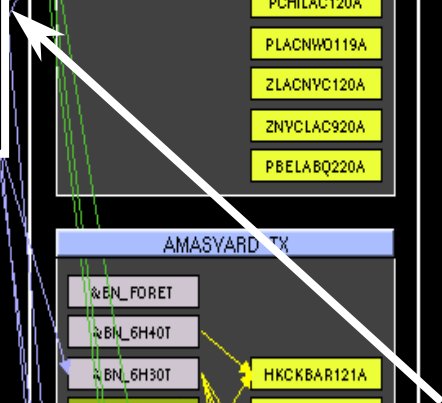 PCHILAC120A
PLACNWO119A
ZLACNYC120A
ZNYCLAC920A
PBELABQ220A
AMASYARD TX
&BN_FORET
&BN_6H40T
&BN_6H30T
HKCKBAR121A